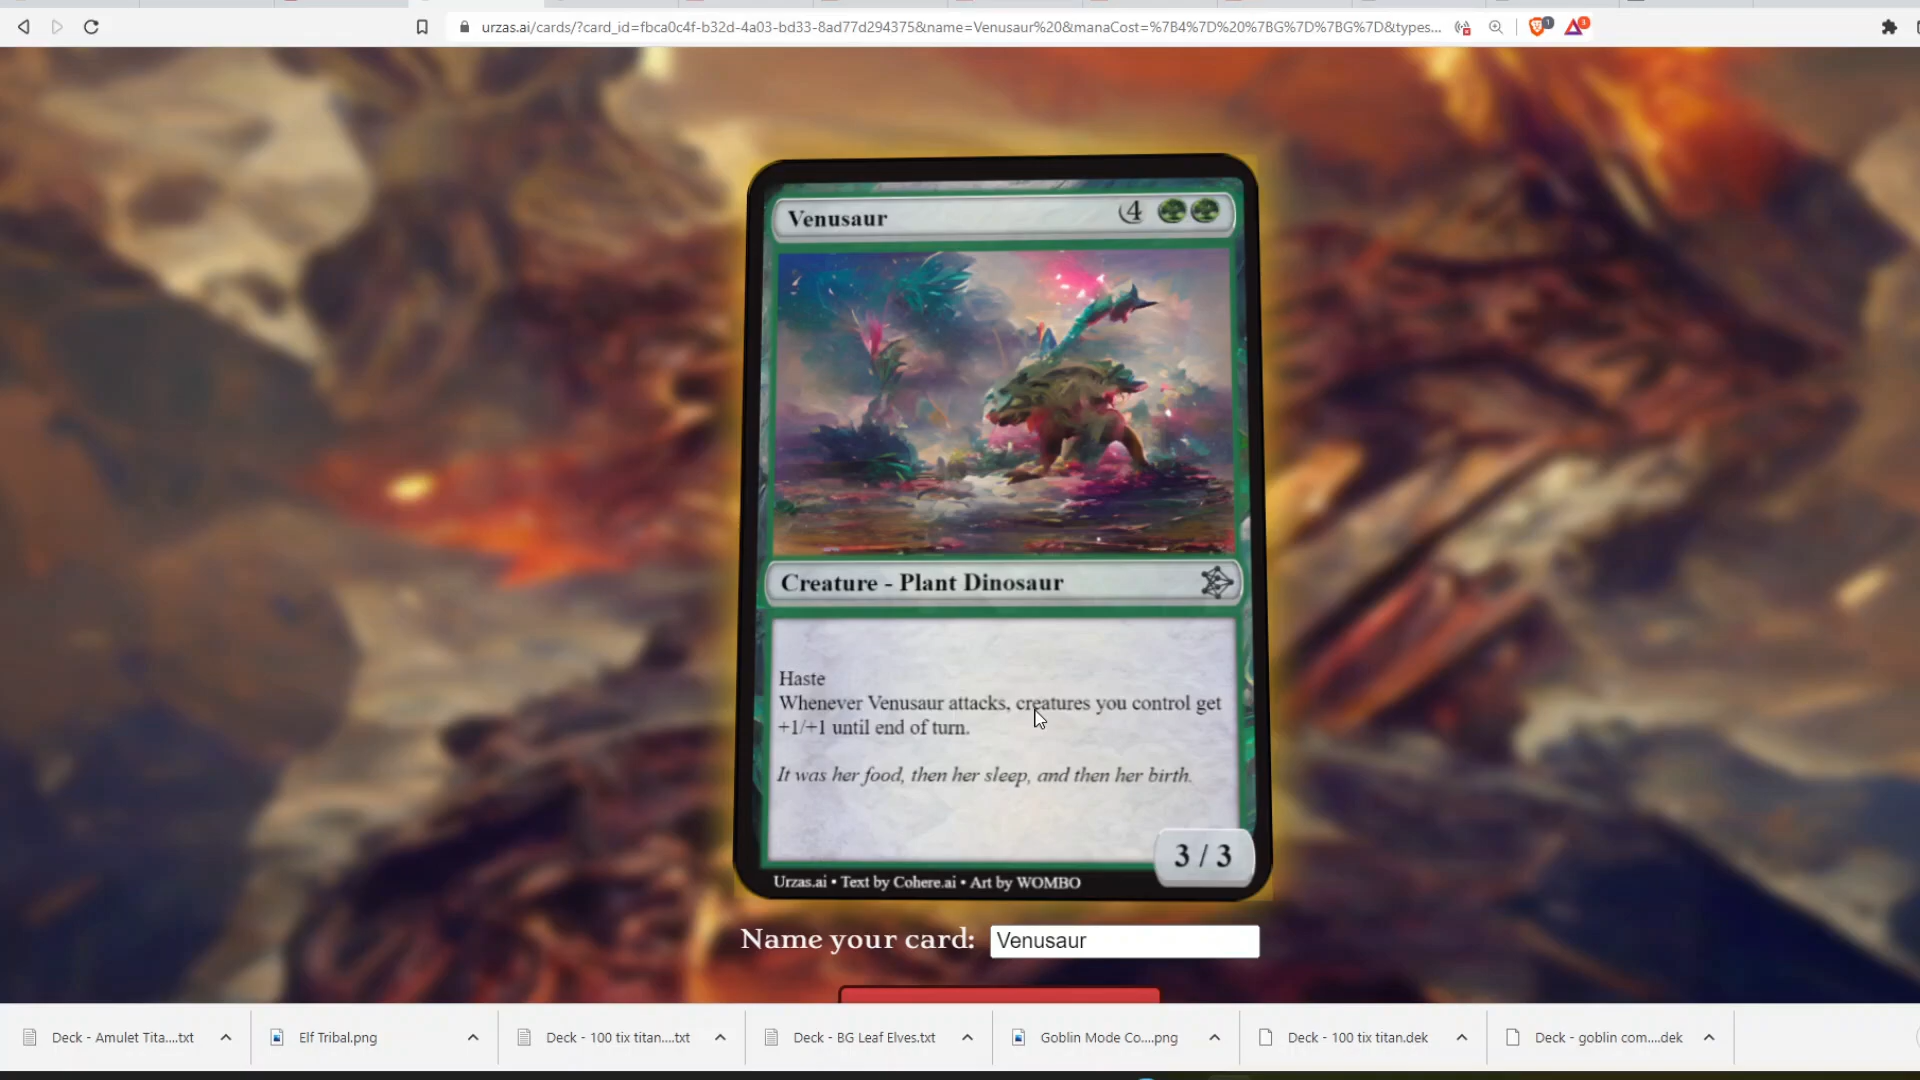 urzas.ai/cards/?card_id=fbca0c4f-b32d-4a03-bd33-8ad77d294375&name=Venusaur%20&manaCost=%7B4%7D%20%7BG%7D%7BG%7D&types...
1
3
Venusaur
4
Creature - Plant Dinosaur
Haste
Whenever Venusaur attacks, creatures you control get
+1/+1 until end of turn.
It was her food, then her sleep, and then her birth.
3 / 3
Urzas.ai • Text by Cohere.ai • Art by WOMBO
Name your card: Venusaur
Deck - Amulet Tita....txt
Elf Tribal.png
Deck - 100 tix titan....txt
Deck - BG Leaf Elves.txt
Goblin Mode Co....png
Deck - 100 tix titan.dek
Deck - goblin com....dek